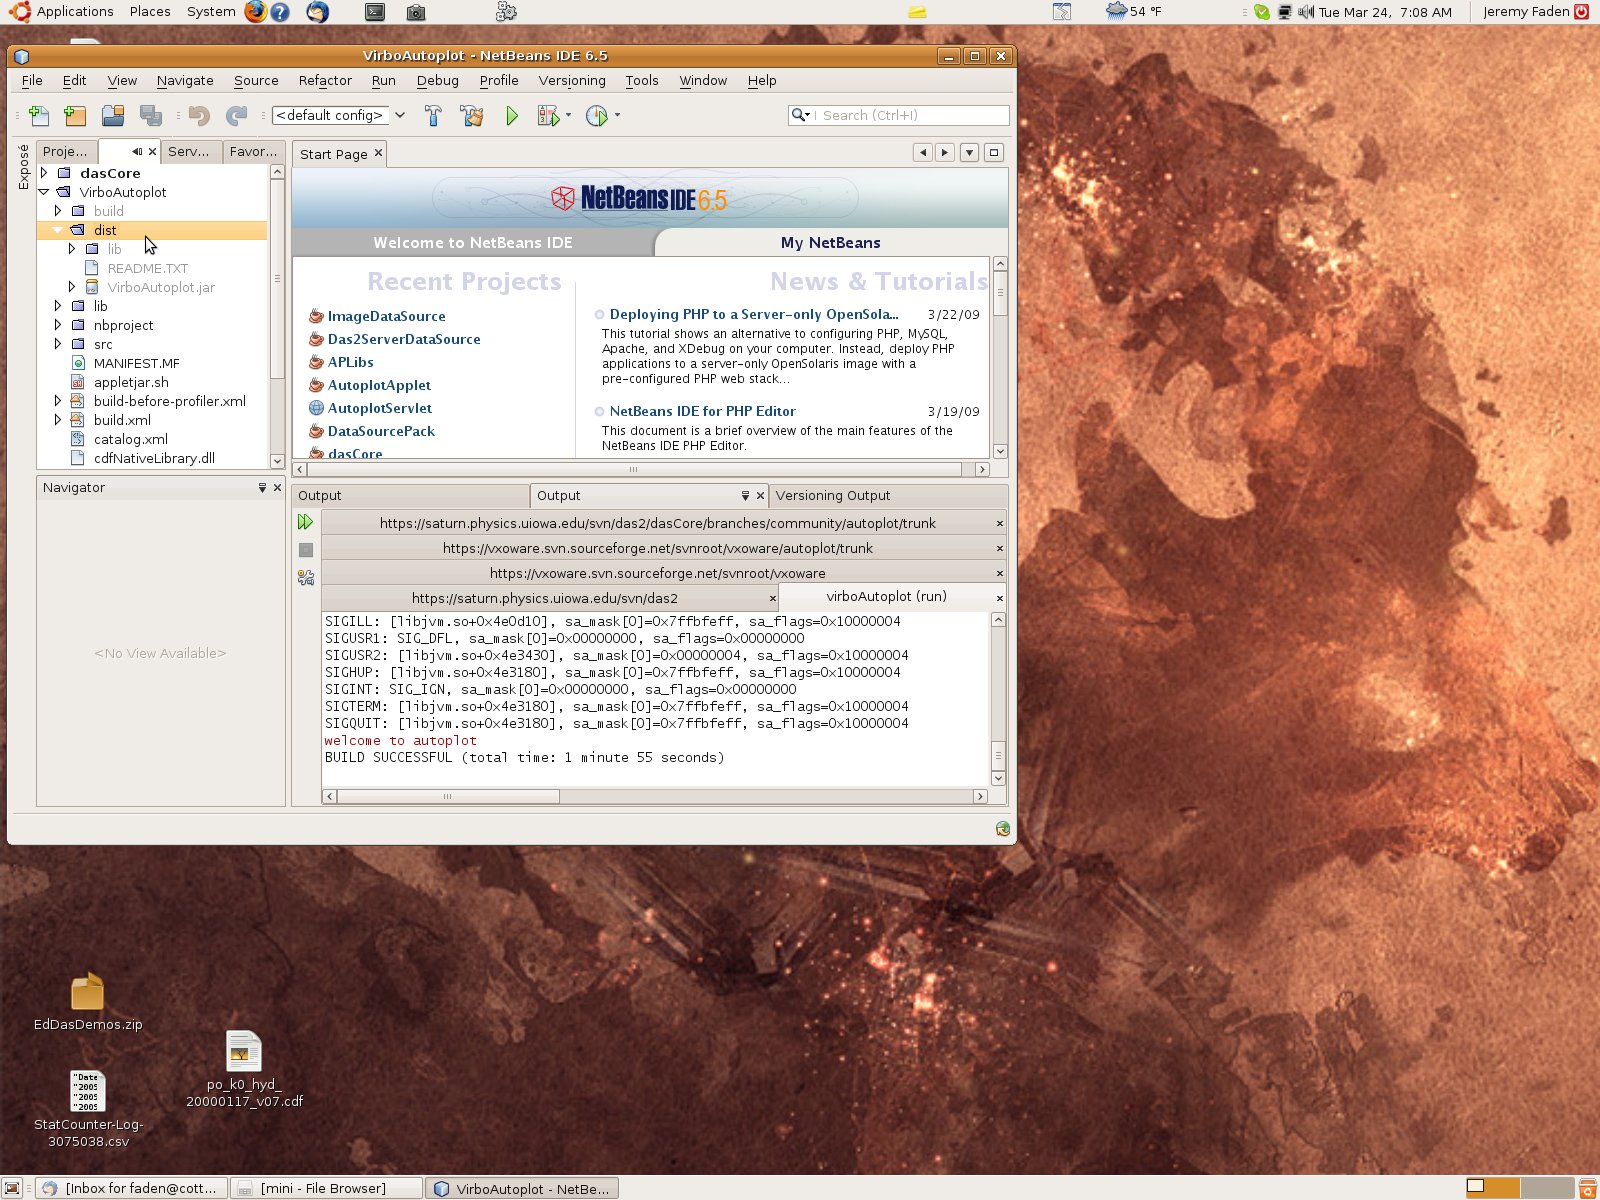 Applications Places System 54 °F Tue Mar 24, 7:08 AM Jeremy Faden
VirboAutoplot - NetBeans IDE 6.5
File Edit View Navigate Source Refactor Run Debug Profile Versioning Tools Window Help
<default config> Search (Ctrl+I)
Exposé
Proje... Serv... Favor...
dasCore
VirboAutoplot
build
dist
lib
README.TXT
VirboAutoplot.jar
lib
nbproject
src
MANIFEST.MF
appletjar.sh
build-before-profiler.xml
build.xml
catalog.xml
cdfNativeLibrary.dll
Navigator
<No View Available>
Start Page
NetBeans IDE 6.5
Welcome to NetBeans IDE My NetBeans
Recent Projects
ImageDataSource
Das2ServerDataSource
APLibs
AutoplotApplet
AutoplotServlet
DataSourcePack
dasCore
News & Tutorials
Deploying PHP to a Server-only OpenSola... 3/22/09
This tutorial shows an alternative to configuring PHP, MySQL,
Apache, and XDebug on your computer. Instead, deploy PHP
applications to a server-only OpenSolaris image with a
pre-configured PHP web stack...
NetBeans IDE for PHP Editor 3/19/09
This document is a brief overview of the main features of the
NetBeans IDE PHP Editor.
Output Output Versioning Output
https://saturn.physics.uiowa.edu/svn/das2/dasCore/branches/community/autoplot/trunk
https://vxoware.svn.sourceforge.net/svnroot/vxoware/autoplot/trunk
https://vxoware.svn.sourceforge.net/svnroot/vxoware
https://saturn.physics.uiowa.edu/svn/das2 virboAutoplot (run)
SIGILL: [libjvm.so+0x4e0d10], sa_mask[0]=0x7ffbfeff, sa_flags=0x10000004
SIGUSR1: SIG_DFL, sa_mask[0]=0x00000000, sa_flags=0x00000000
SIGUSR2: [libjvm.so+0x4e3430], sa_mask[0]=0x00000004, sa_flags=0x10000004
SIGHUP: [libjvm.so+0x4e3180], sa_mask[0]=0x7ffbfeff, sa_flags=0x10000004
SIGINT: SIG_IGN, sa_mask[0]=0x00000000, sa_flags=0x00000000
SIGTERM: [libjvm.so+0x4e3180], sa_mask[0]=0x7ffbfeff, sa_flags=0x10000004
SIGQUIT: [libjvm.so+0x4e3180], sa_mask[0]=0x7ffbfeff, sa_flags=0x10000004
welcome to autoplot
BUILD SUCCESSFUL (total time: 1 minute 55 seconds)
EdDasDemos.zip
po_k0_hyd_
20000117_v07.cdf
"Date
"2005
"2005
"2005
StatCounter-Log-
3075038.csv
[Inbox for faden@cott... [mini - File Browser] VirboAutoplot - NetBe...